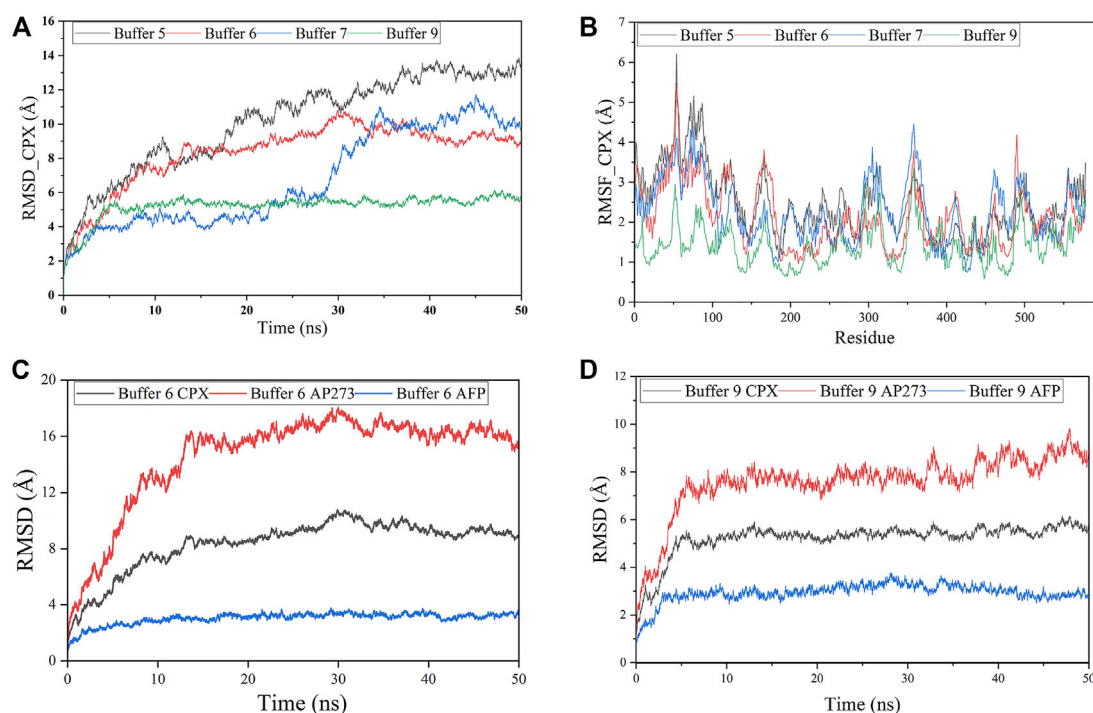 A
Buffer 5 Buffer 6 Buffer 7 Buffer 9
RMSD_CPX (Å)
16
14
12
10
8
6
4
2
0
0 10 20 30 40 50
Time (ns)
B
Buffer 5 Buffer 6 Buffer 7 Buffer 9
RMSF_CPX (Å)
7
6
5
4
3
2
1
0
0 100 200 300 400 500
Residue
C
Buffer 6 CPX Buffer 6 AP273 Buffer 6 AFP
RMSD (Å)
20
16
12
8
4
0
0 10 20 30 40 50
Time (ns)
D
Buffer 9 CPX Buffer 9 AP273 Buffer 9 AFP
RMSD (Å)
12
10
8
6
4
2
0
0 10 20 30 40 50
Time (ns)